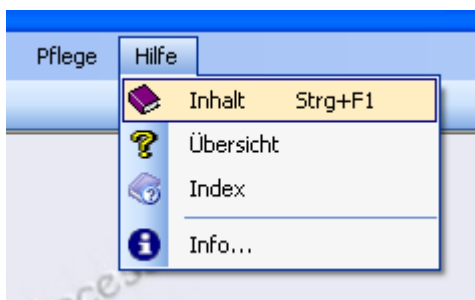 Pflege Hilfe
Inhalt Strg+F1
Übersicht
Index
Info...